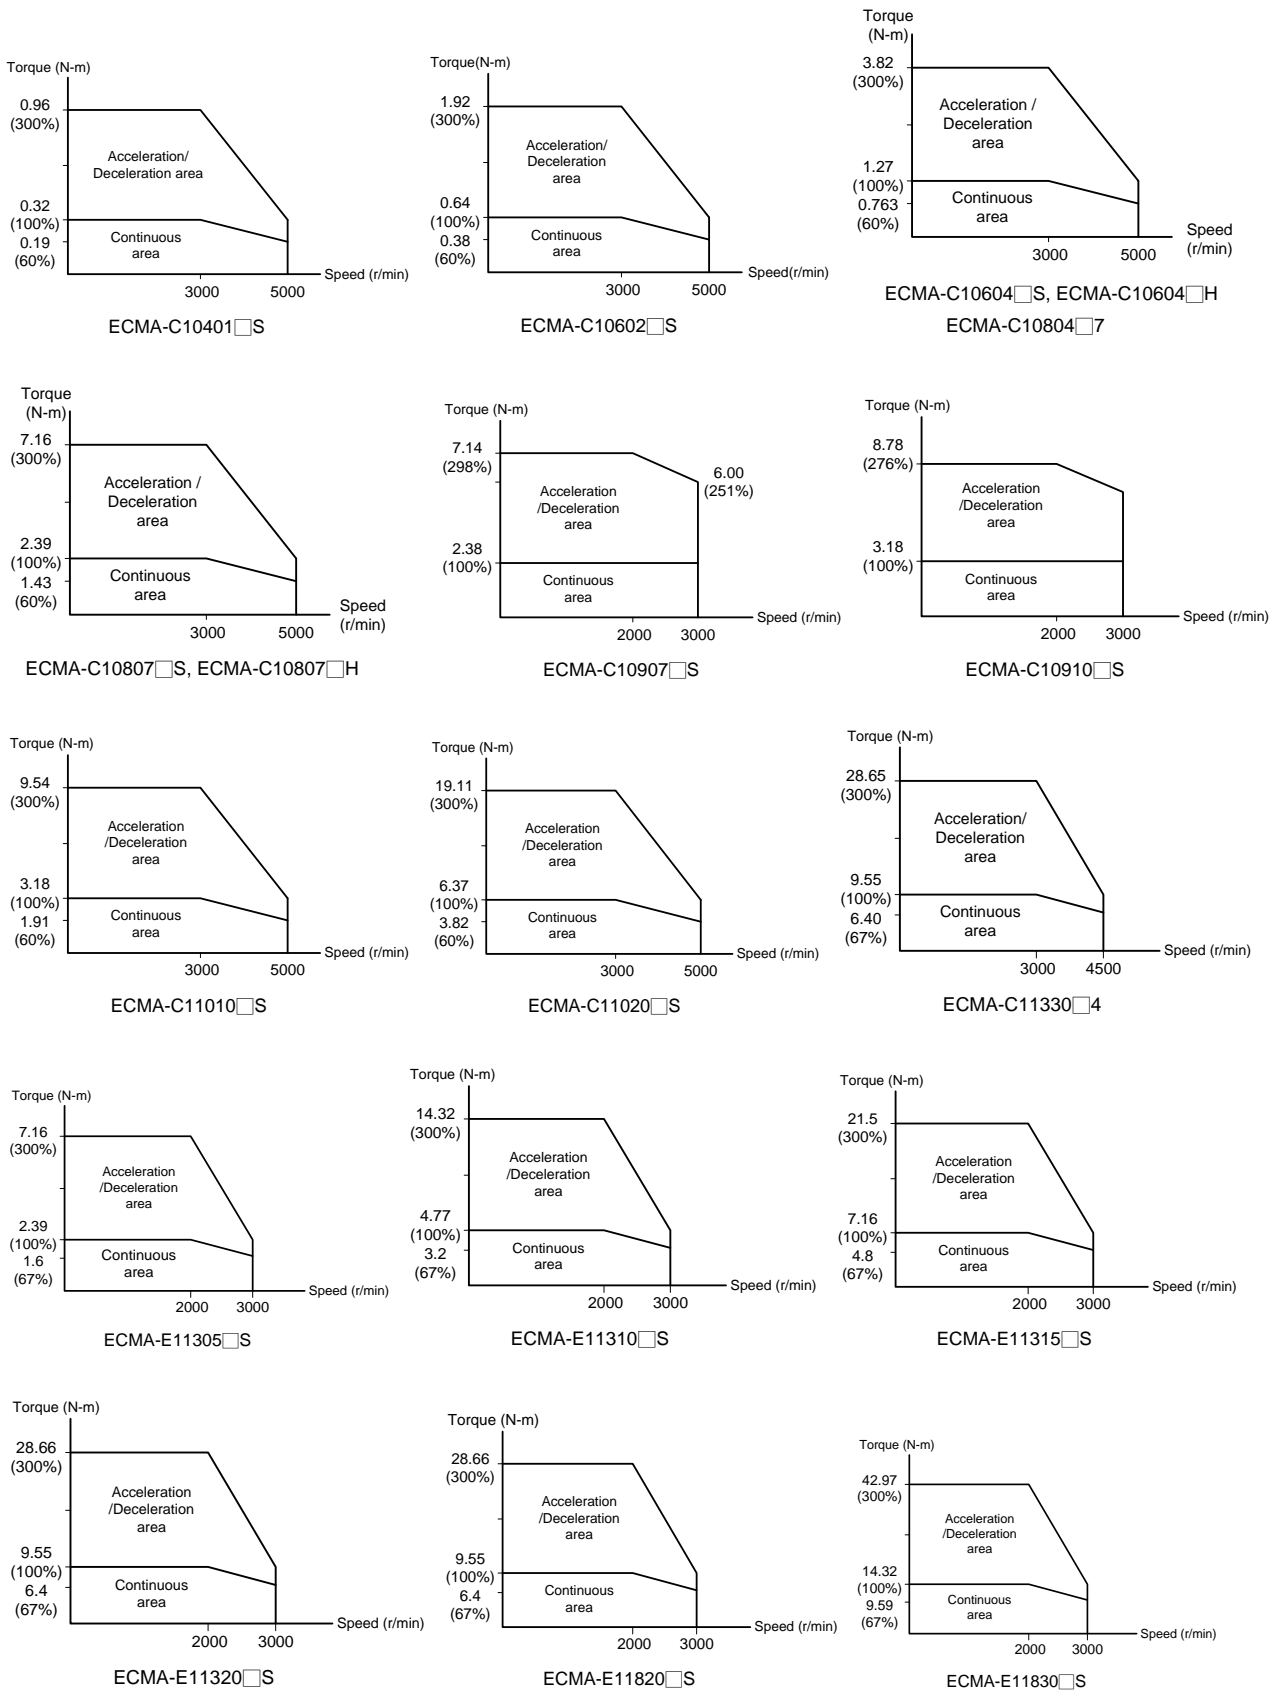 Torque (N-m)
0.96
(300%)
Acceleration/
Deceleration area
0.32
(100%)
0.19
(60%)
Continuous
area
Speed (r/min)
3000 5000
ECMA-C10401□S
Torque(N-m)
1.92
(300%)
Acceleration/
Deceleration
area
0.64
(100%)
0.38
(60%)
Continuous
area
Speed(r/min)
3000 5000
ECMA-C10602□S
Torque
(N-m)
3.82
(300%)
Acceleration /
Deceleration
area
1.27
(100%)
0.763
(60%)
Continuous
area
Speed
(r/min)
3000 5000
ECMA-C10604□S, ECMA-C10604□H
ECMA-C10804□7
Torque
(N-m)
7.16
(300%)
Acceleration /
Deceleration
area
2.39
(100%)
1.43
(60%)
Continuous
area
Speed
(r/min)
3000 5000
ECMA-C10807□S, ECMA-C10807□H
Torque (N-m)
7.14
(298%)
6.00
(251%)
Acceleration
/Deceleration
area
2.38
(100%)
Continuous
area
Speed (r/min)
2000 3000
ECMA-C10907□S
Torque (N-m)
8.78
(276%)
Acceleration
/Deceleration
area
3.18
(100%)
Continuous
area
Speed (r/min)
2000 3000
ECMA-C10910□S
Torque (N-m)
9.54
(300%)
Acceleration
/Deceleration
area
3.18
(100%)
1.91
(60%)
Continuous
area
Speed (r/min)
3000 5000
ECMA-C11010□S
Torque (N-m)
19.11
(300%)
Acceleration
/Deceleration
area
6.37
(100%)
3.82
(60%)
Continuous
area
Speed (r/min)
3000 5000
ECMA-C11020□S
Torque (N-m)
28.65
(300%)
Acceleration/
Deceleration
area
9.55
(100%)
6.40
(67%)
Continuous
area
Speed (r/min)
3000 4500
ECMA-C11330□4
Torque (N-m)
7.16
(300%)
Acceleration
/Deceleration
area
2.39
(100%)
1.6
(67%)
Continuous
area
Speed (r/min)
2000 3000
ECMA-E11305□S
Torque (N-m)
14.32
(300%)
Acceleration
/Deceleration
area
4.77
(100%)
3.2
(67%)
Continuous
area
Speed (r/min)
2000 3000
ECMA-E11310□S
Torque (N-m)
21.5
(300%)
Acceleration
/Deceleration
area
7.16
(100%)
4.8
(67%)
Continuous
area
Speed (r/min)
2000 3000
ECMA-E11315□S
Torque (N-m)
28.66
(300%)
Acceleration
/Deceleration
area
9.55
(100%)
6.4
(67%)
Continuous
area
Speed (r/min)
2000 3000
ECMA-E11320□S
Torque (N-m)
28.66
(300%)
Acceleration
/Deceleration
area
9.55
(100%)
6.4
(67%)
Continuous
area
Speed (r/min)
2000 3000
ECMA-E11820□S
Torque (N-m)
42.97
(300%)
Acceleration
/Deceleration
area
14.32
(100%)
9.59
(67%)
Continuous
area
Speed (r/min)
2000 3000
ECMA-E11830□S